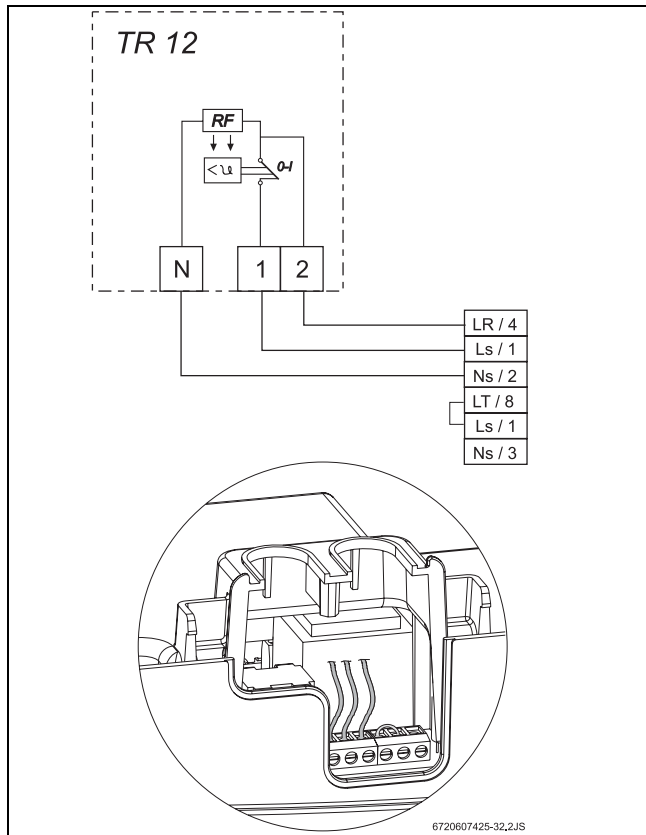 TR 12
RF
<ϑ 0-I
N 1 2
LR / 4
Ls / 1
Ns / 2
LT / 8
Ls / 1
Ns / 3
6720607425-32.2JS